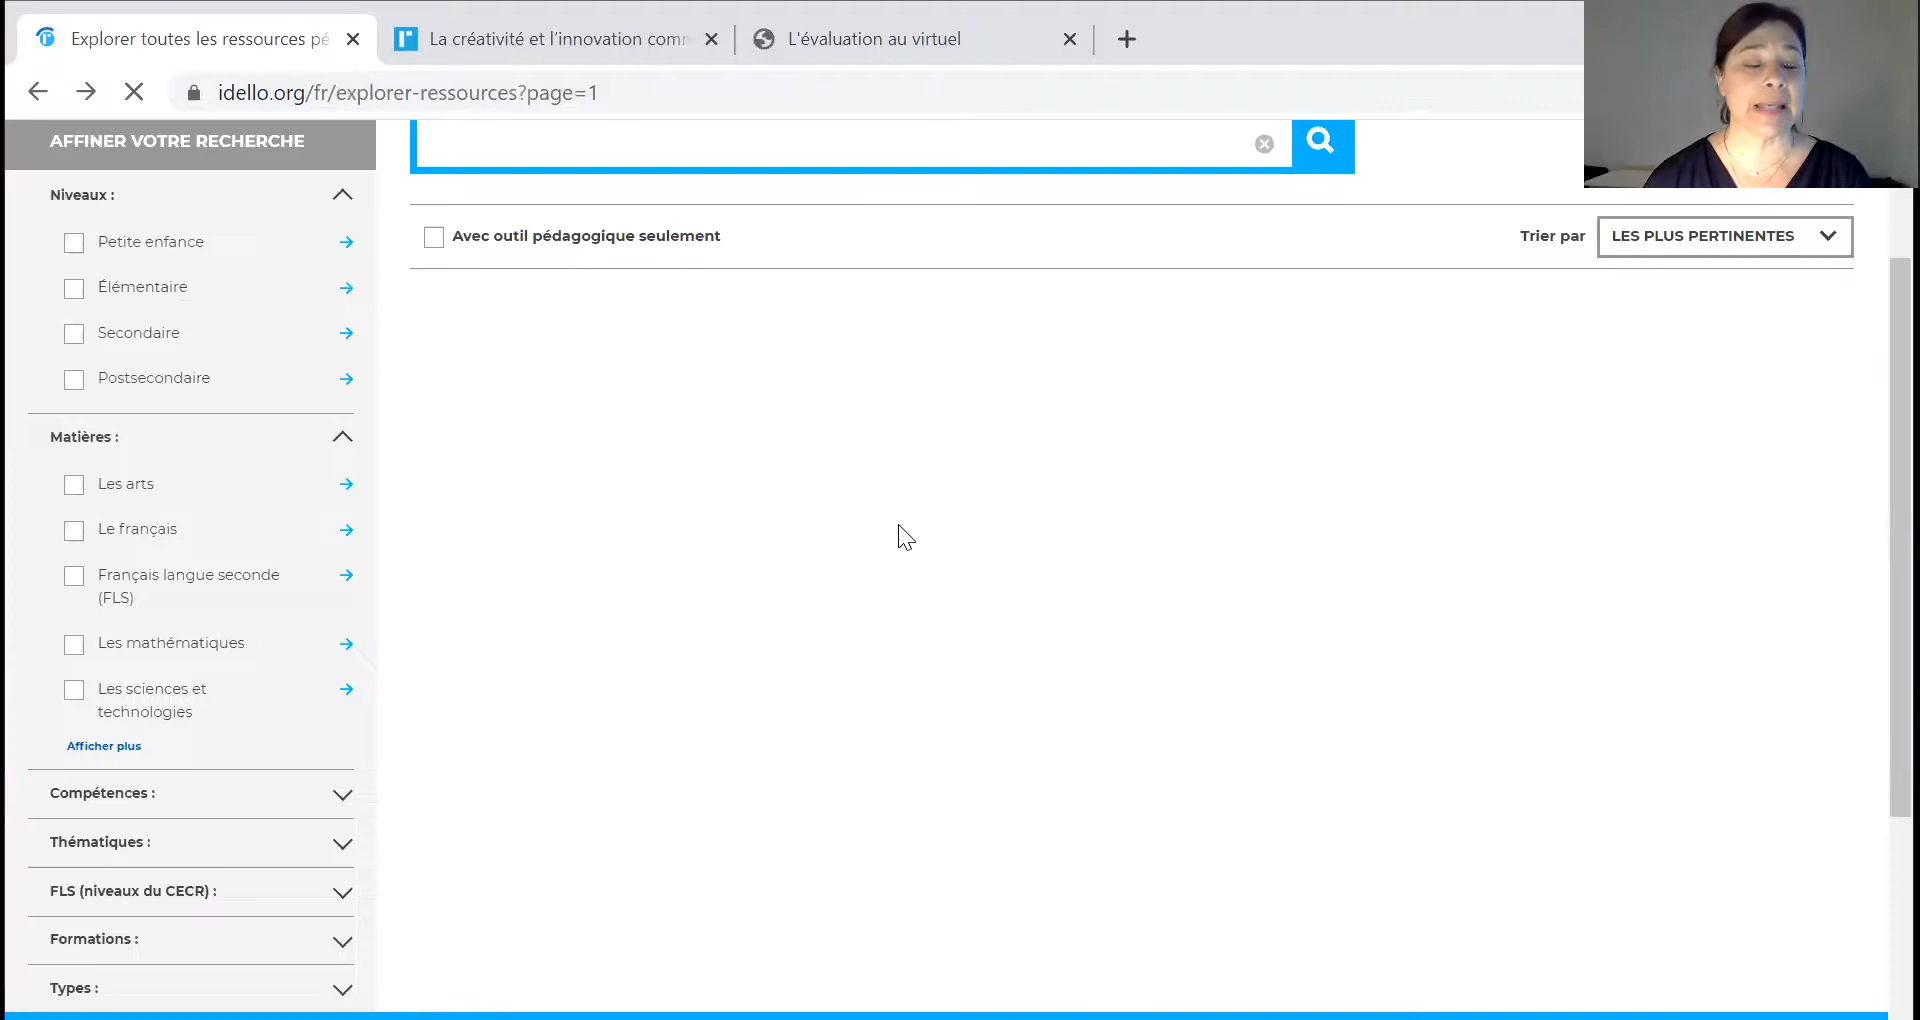 Explorer toutes les ressources pé
La créativité et l'innovation com
L'évaluation au virtuel
idello.org/fr/explorer-ressources?page=1
AFFINER VOTRE RECHERCHE
Niveaux :
Petite enfance
Élémentaire
Secondaire
Postsecondaire
Matières :
Les arts
Le français
Français langue seconde
(FLS)
Les mathématiques
Les sciences et
technologies
Afficher plus
Compétences :
Thématiques :
FLS (niveaux du CECR) :
Formations :
Types :
Avec outil pédagogique seulement
Trier par
LES PLUS PERTINENTES